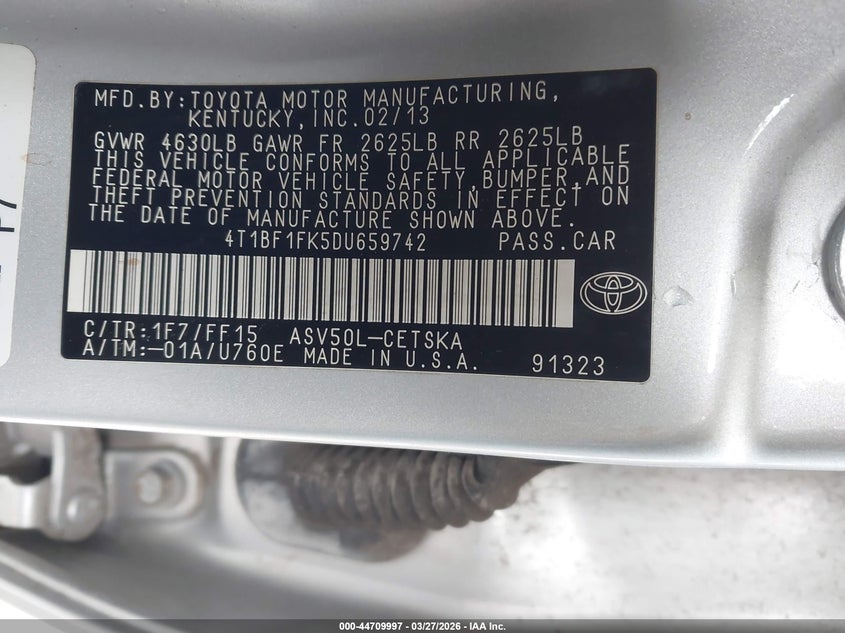 MFD.BY:TOYOTA MOTOR MANUFACTURING,
KENTUCKY,INC.02/13
GVWR 4630LB GAWR FR 2625LB RR 2625LB
THIS VEHICLE CONFORMS TO ALL APPLICABLE
FEDERAL MOTOR VEHICLE SAFETY,BUMPER,AND
THEFT PREVENTION STANDARDS IN EFFECT ON
THE DATE OF MANUFACTURE SHOWN ABOVE.
4T1BF1FK5DU659742 PASS.CAR
C/TR:1F7/FF15 ASV50L-CETSKA
A/TM:-01A/U760E MADE IN U.S.A. 91323
000-44709997 - 03/27/2026 - IAA Inc.